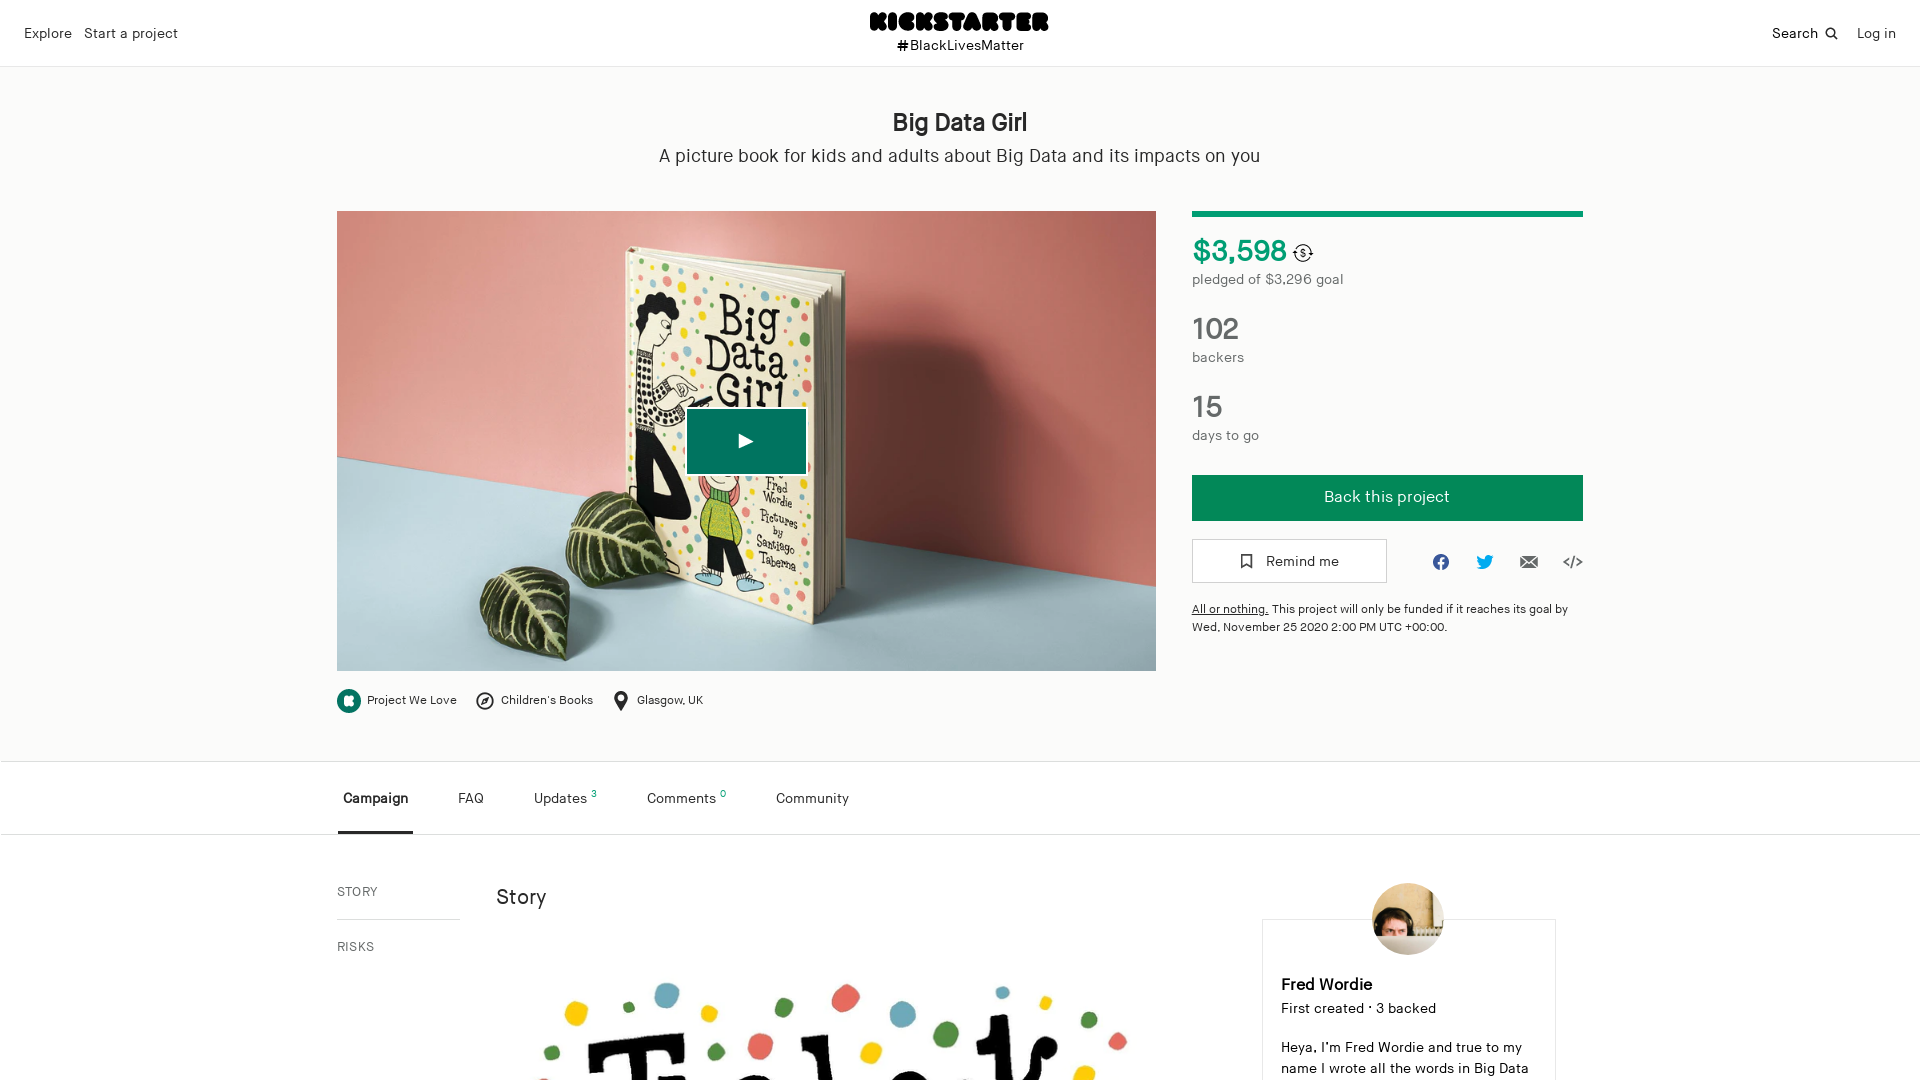 Explore
Start a project
KICKSTARTER
#BlackLivesMatter
Search
Log in
Big Data Girl
A picture book for kids and adults about Big Data and its impacts on you
Big
Data
Girl
Fred
Wordie
Pictures
by
Santiago
Taberna
$3,598
pledged of $3,296 goal
102
backers
15
days to go
Back this project
Remind me
All or nothing. This project will only be funded if it reaches its goal by
Wed, November 25 2020 2:00 PM UTC +00:00.
Project We Love
Children's Books
Glasgow, UK
Campaign
FAQ
Updates 3
Comments 0
Community
STORY
RISKS
Story
Fred Wordie
First created · 3 backed
Heya, I'm Fred Wordie and true to my
name I wrote all the words in Big Data